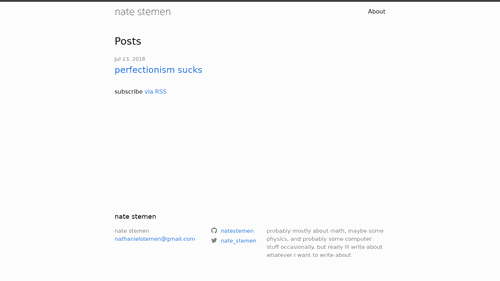 nate stemen
About
Posts
Jul 23, 2018
perfectionism sucks
subscribe via RSS
nate stemen
nate stemen
nathanielstemen@gmail.com
natestemen
nate_stemen
probably mostly about math, maybe some
physics, and probably some computer
stuff occasionally. but really ill write about
whatever i want to write about